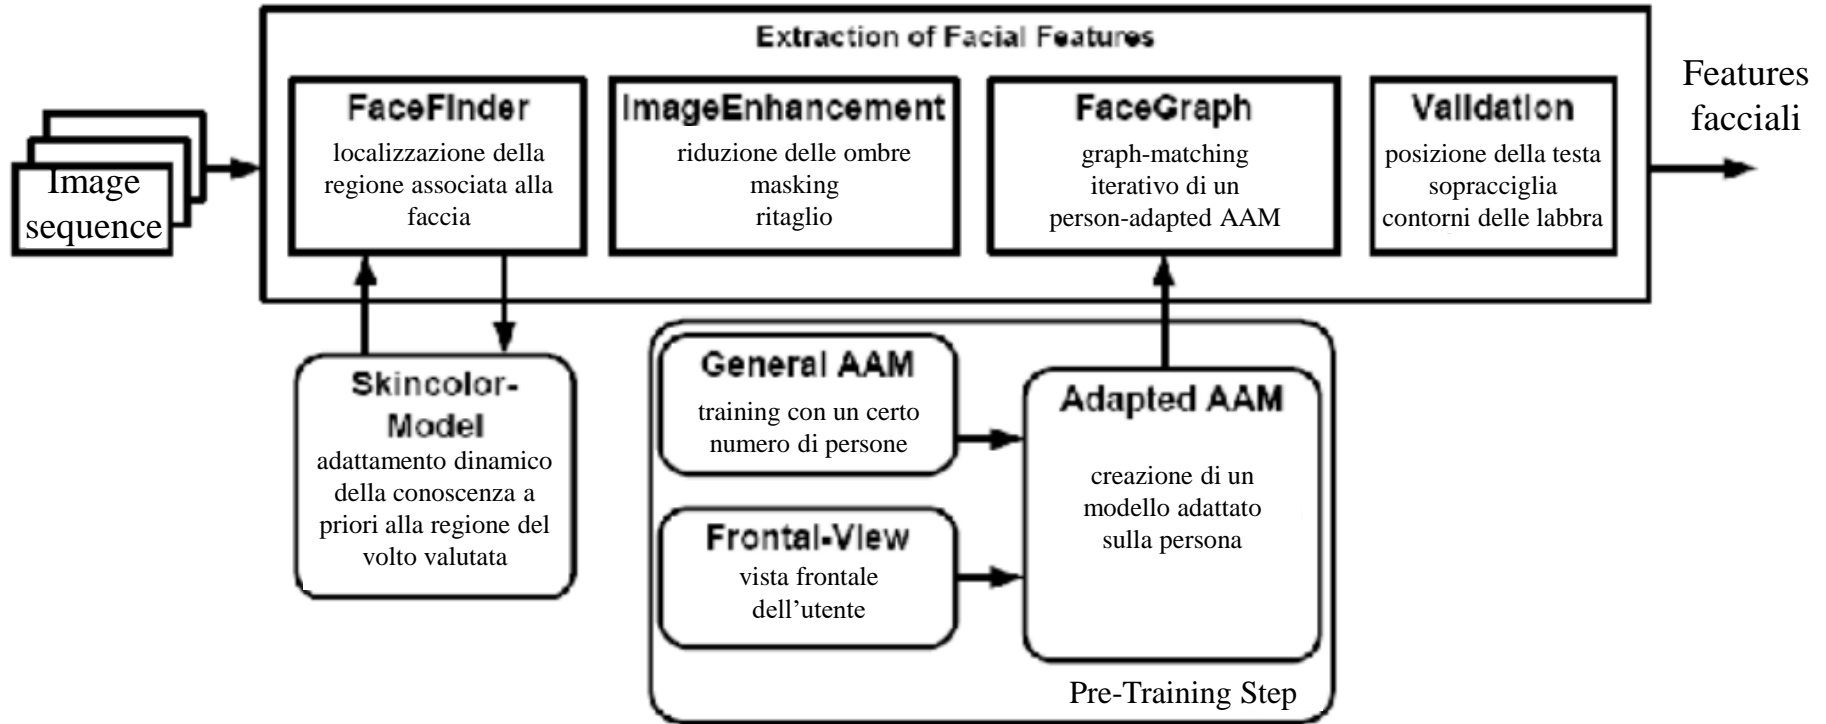 Extraction of Facial Features
Image
sequence
FaceFinder
localizzazione della
regione associata alla
faccia
ImageEnhancement
riduzione delle ombre
masking
ritaglio
FaceGraph
graph-matching
iterativo di un
person-adapted AAM
Validation
posizione della testa
sopracciglia
contorni delle labbra
Features
facciali
Skincolor-
Model
adattamento dinamico
della conoscenza a
priori alla regione del
volto valutata
General AAM
training con un certo
numero di persone
Frontal-View
vista frontale
dell’utente
Adapted AAM
creazione di un
modello adattato
sulla persona
Pre-Training Step